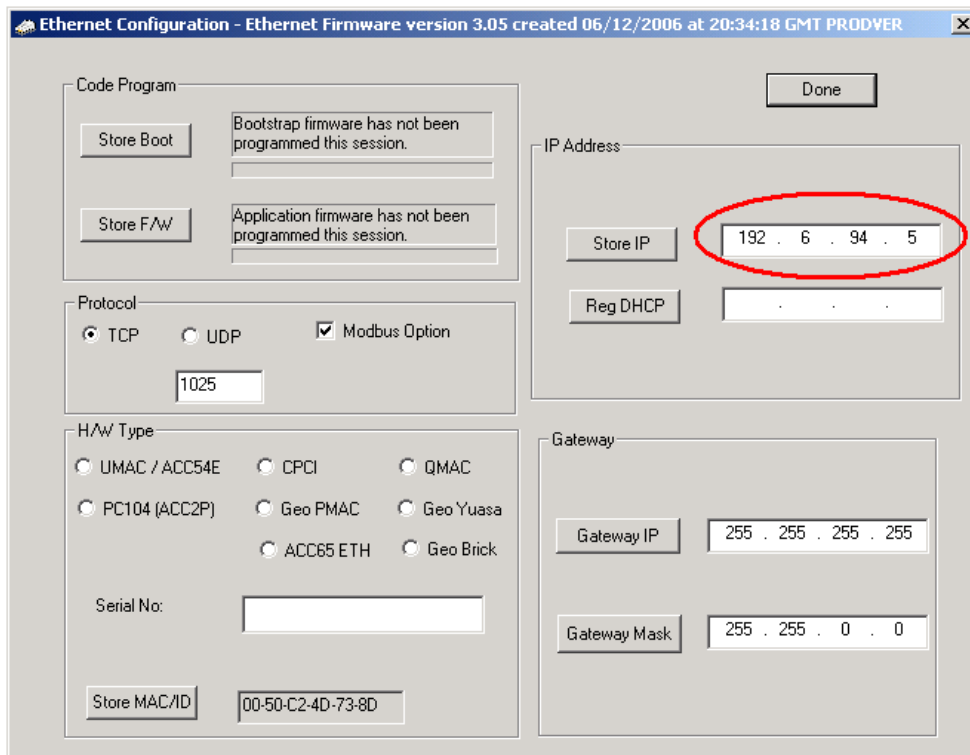 Ethernet Configuration - Ethernet Firmware version 3.05 created 06/12/2006 at 20:34:18 GMT PRODVER
Code Program
Store Boot
Bootstrap firmware has not been
programmed this session.
Store F/W
Application firmware has not been
programmed this session.
Done
IP Address
Store IP
192 . 6 . 94 . 5
Reg DHCP
. . .
Protocol
TCP
UDP
Modbus Option
1025
H/W Type
UMAC / ACC54E
CPCI
QMAC
PC104 (ACC2P)
Geo PMAC
Geo Yuasa
ACC65 ETH
Geo Brick
Serial No:
Store MAC/ID
00-50-C2-4D-73-8D
Gateway
Gateway IP
255 . 255 . 255 . 255
Gateway Mask
255 . 255 . 0 . 0